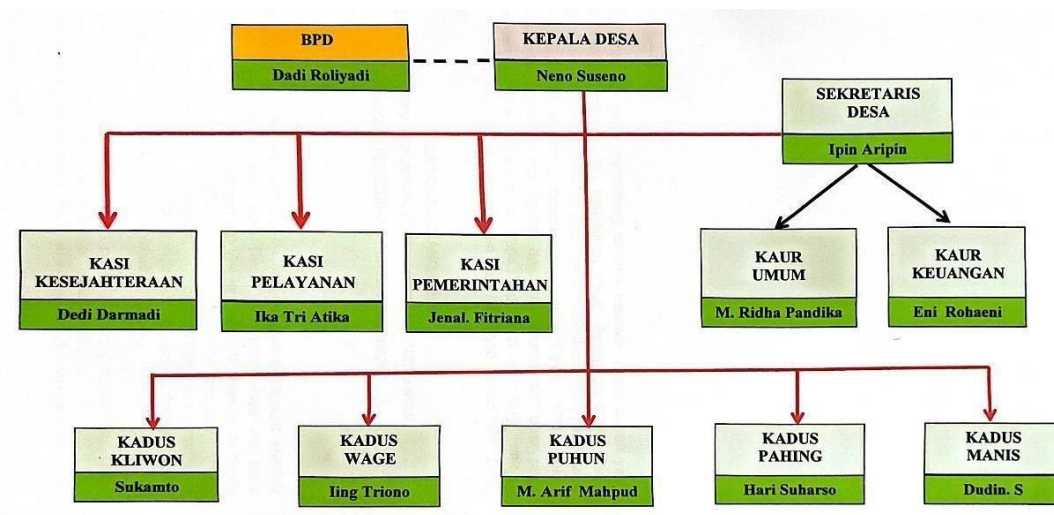 BPD
Dadi Roliyadi
KEPALA DESA
Neno Suseno
SEKRETARIS
DESA
Ipin Aripin
KASI
KESEJAHTERAAN
Dedi Darmadi
KASI
PELAYANAN
Ika Tri Atika
KASI
PEMERINTAHAN
Jenal. Fitriana
KAUR
UMUM
M. Ridha Pandika
KAUR
KEUANGAN
Eni Rohaeni
KADUS
KLIWON
Sukamto
KADUS
WAGE
Iing Triono
KADUS
PUHUN
M. Arif Mahpud
KADUS
PAHING
Hari Suharso
KADUS
MANIS
Dudin. S